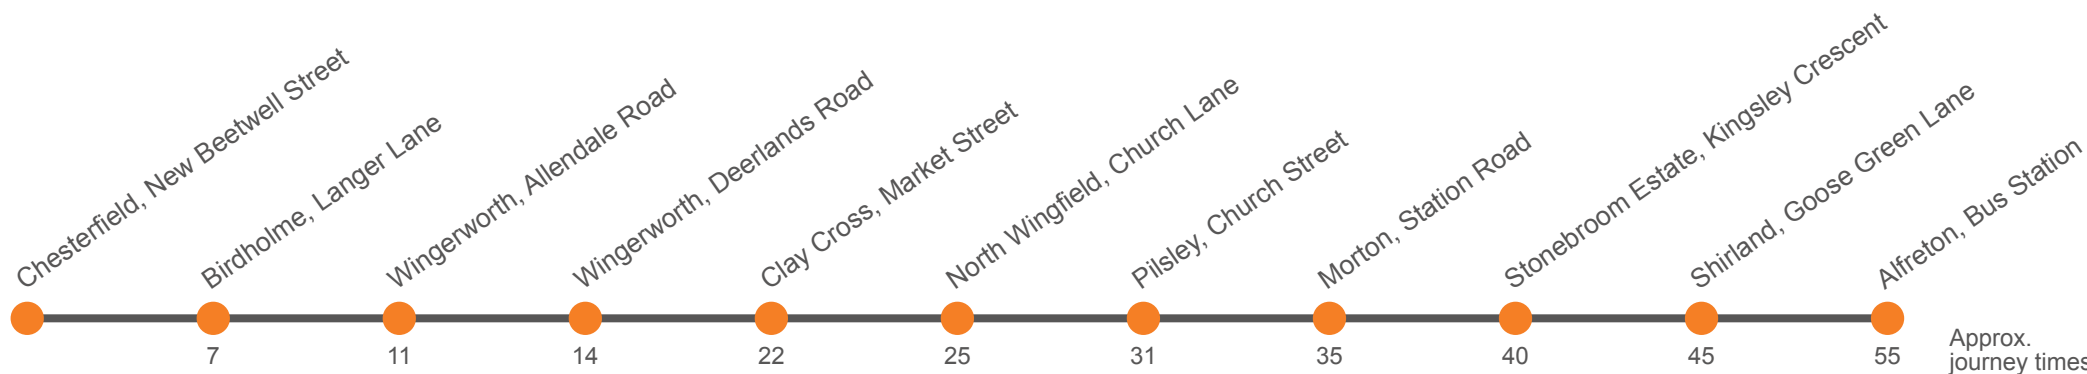 Chesterfield, New Beetwell Street
Birdholme, Langer Lane
Wingerworth, Allendale Road
Wingerworth, Deerlands Road
Clay Cross, Market Street
North Wingfield, Church Lane
Pilsley, Church Street
Morton, Station Road
Stonebroom Estate, Kingsley Crescent
Shirland, Goose Green Lane
Alfreton, Bus Station
7
11
14
22
25
31
35
40
45
55
Approx.
journey times